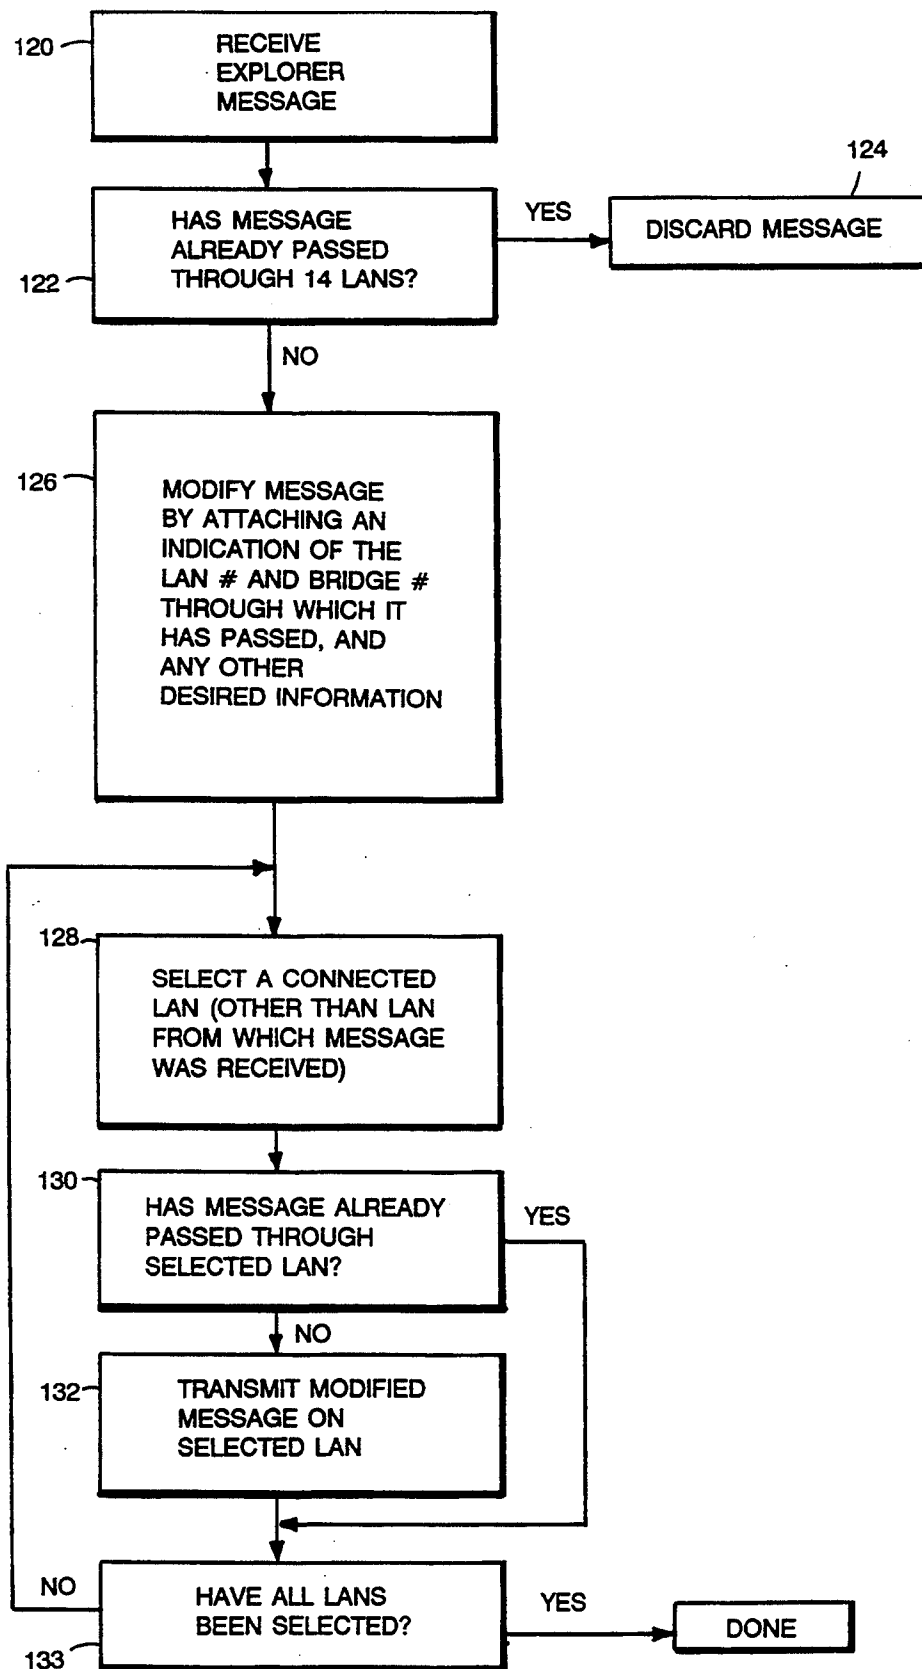 120
RECEIVE
EXPLORER
MESSAGE
124
HAS MESSAGE
ALREADY PASSED
THROUGH 14 LANS?
YES
DISCARD MESSAGE
122
NO
126
MODIFY MESSAGE
BY ATTACHING AN
INDICATION OF THE
LAN # AND BRIDGE #
THROUGH WHICH IT
HAS PASSED, AND
ANY OTHER
DESIRED INFORMATION
128
SELECT A CONNECTED
LAN (OTHER THAN LAN
FROM WHICH MESSAGE
WAS RECEIVED)
130
HAS MESSAGE ALREADY
PASSED THROUGH
SELECTED LAN?
YES
NO
132
TRANSMIT MODIFIED
MESSAGE ON
SELECTED LAN
NO
HAVE ALL LANS
BEEN SELECTED?
YES
DONE
133